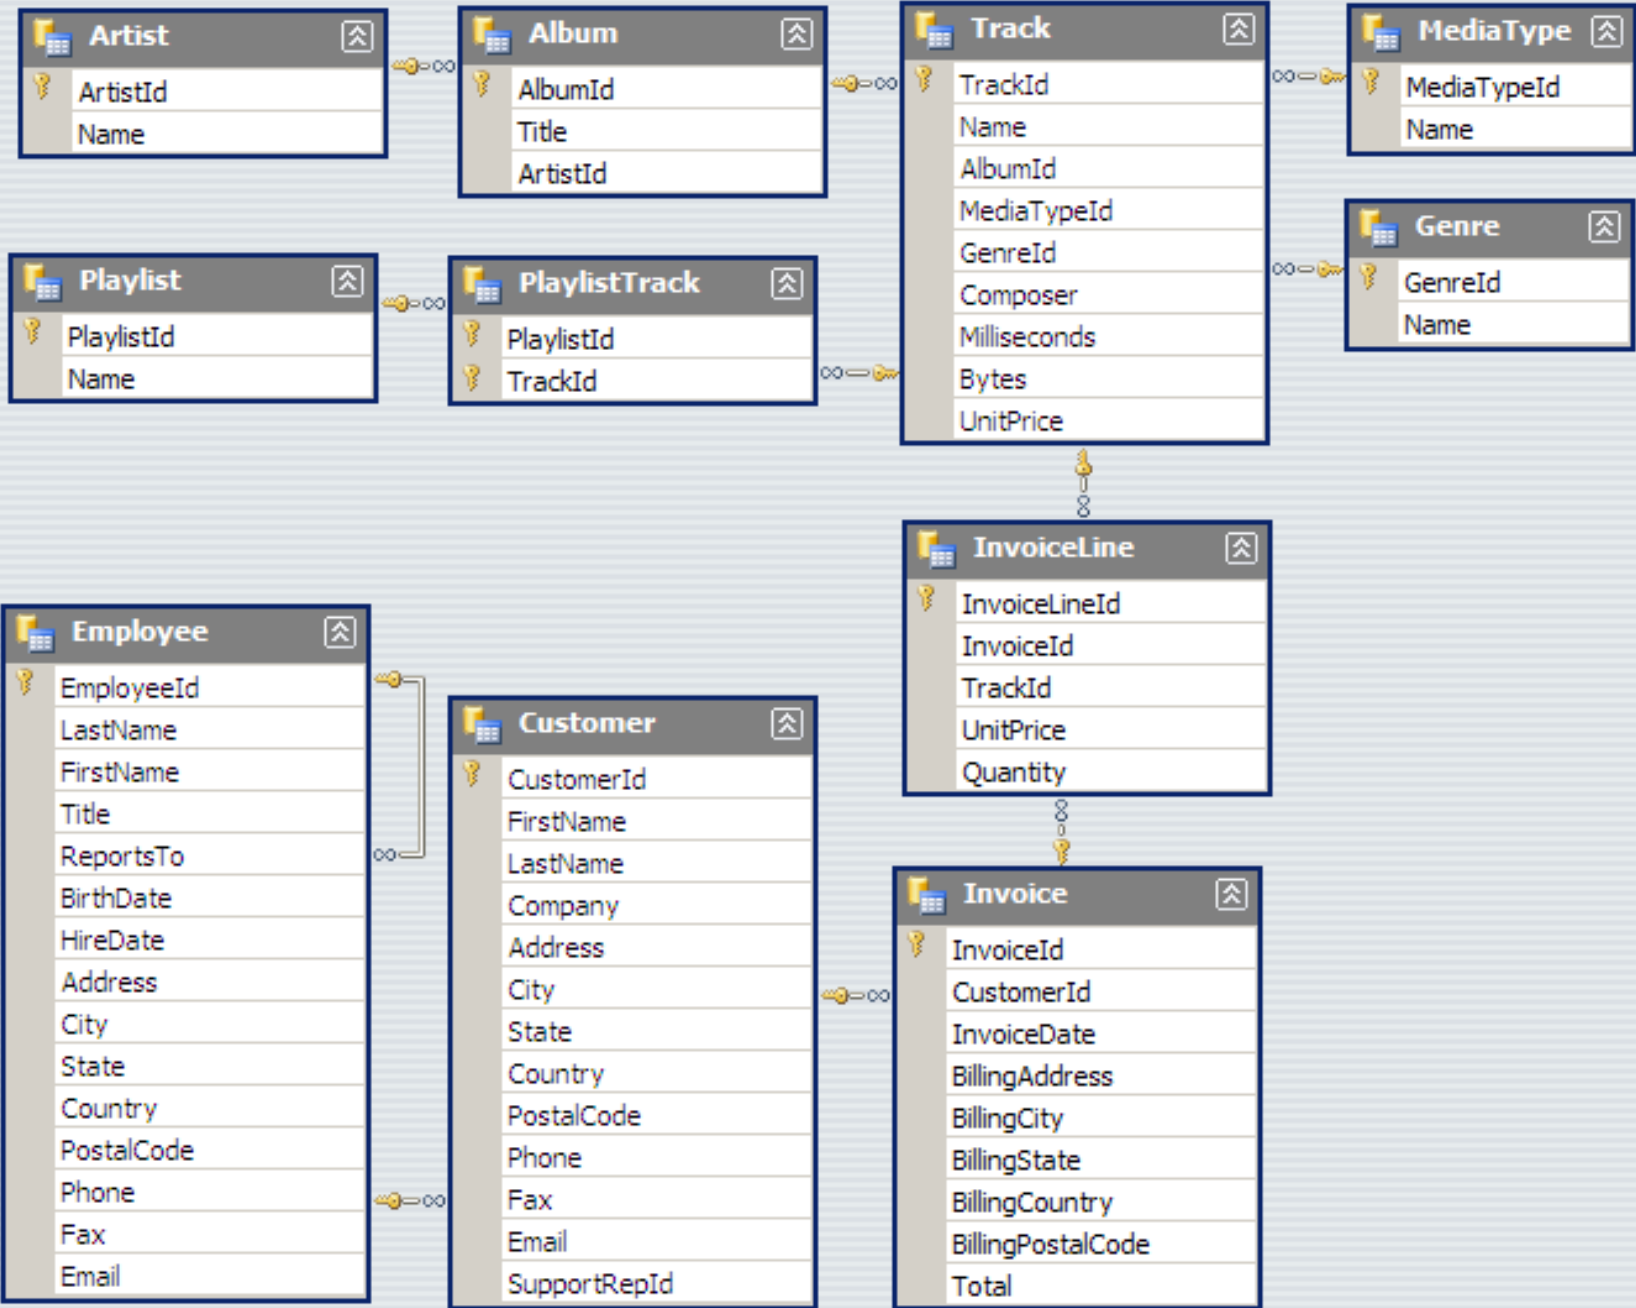 Artist
ArtistId
Name
Album
AlbumId
Title
ArtistId
Track
TrackId
Name
AlbumId
MediaTypeId
GenreId
Composer
Milliseconds
Bytes
UnitPrice
MediaType
MediaTypeId
Name
Genre
GenreId
Name
Playlist
PlaylistId
Name
PlaylistTrack
PlaylistId
TrackId
InvoiceLine
InvoiceLineId
InvoiceId
TrackId
UnitPrice
Quantity
Employee
EmployeeId
LastName
FirstName
Title
ReportsTo
BirthDate
HireDate
Address
City
State
Country
PostalCode
Phone
Fax
Email
Customer
CustomerId
FirstName
LastName
Company
Address
City
State
Country
PostalCode
Phone
Fax
Email
SupportRepId
Invoice
InvoiceId
CustomerId
InvoiceDate
BillingAddress
BillingCity
BillingState
BillingCountry
BillingPostalCode
Total